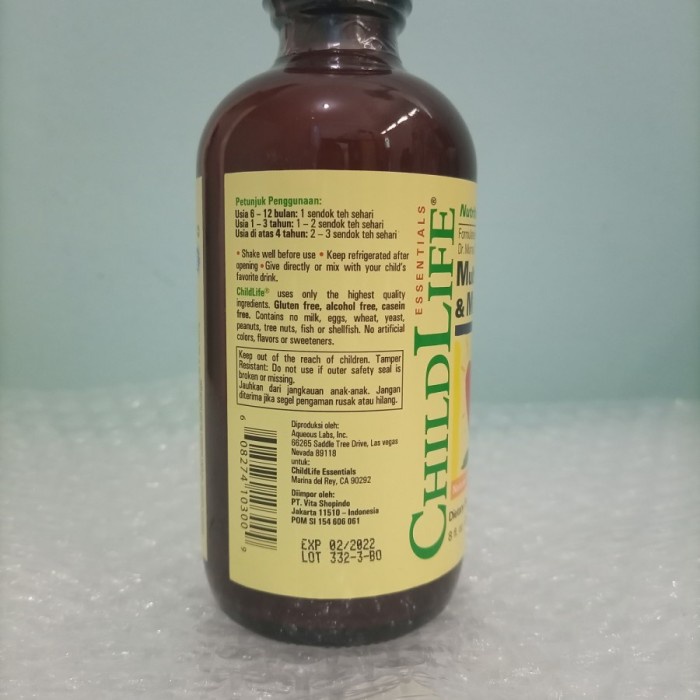 Petunjuk Penggunaan:
Usia 6 – 12 bulan: 1 sendok teh sehari
Usia 1 – 3 tahun: 1 – 2 sendok teh sehari
Usia di atas 4 tahun: 2 – 3 sendok teh sehari
• Shake well before use • Keep refrigerated after
opening • Give directly or mix with your child's
favorite drink.
ChildLife® uses only the highest quality
ingredients. Gluten free, alcohol free, casein
free. Contains no milk, eggs, wheat, yeast,
peanuts, tree nuts, fish or shellfish. No artificial
colors, flavors or sweeteners.
Keep out of the reach of children. Tamper
Resistant: Do not use if outer safety seal is
broken or missing.
Jauhkan dari jangkauan anak-anak. Jangan
diterima jika segel pengaman rusak atau hilang.
6 08274 10300 9
Diproduksi oleh:
Aqueous Labs, Inc.
66265 Saddle Tree Drive, Las vegas
Nevada 89118
untuk:
ChildLife Essentials
Marina del Rey, CA 90292
Diimpor oleh:
PT. Vita Shopindo
Jakarta 11510 – Indonesia
POM SI 154 606 061
EXP 02/2022
LOT 332-3-BO
CHILDLIFE®
ESSENTIALS
&